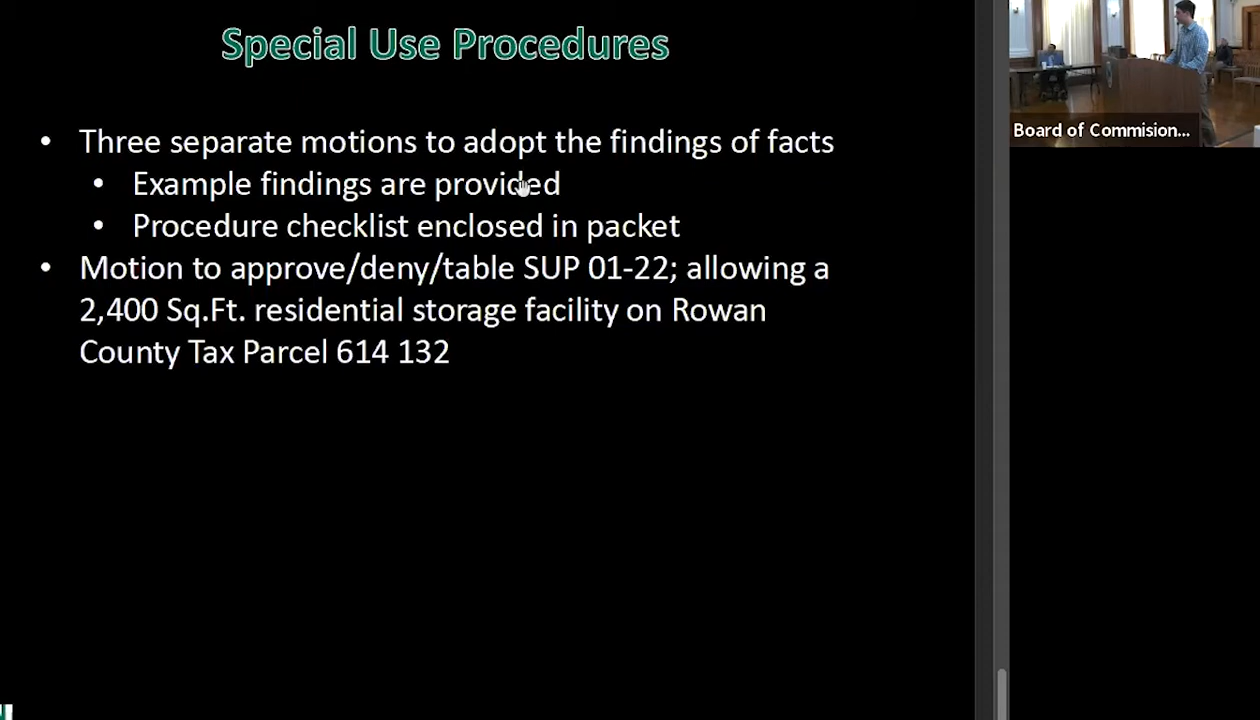 Special Use Procedures
• Three separate motions to adopt the findings of facts
• Example findings are provided
• Procedure checklist enclosed in packet
• Motion to approve/deny/table SUP 01-22; allowing a
2,400 Sq.Ft. residential storage facility on Rowan
County Tax Parcel 614 132
Board of Commision...